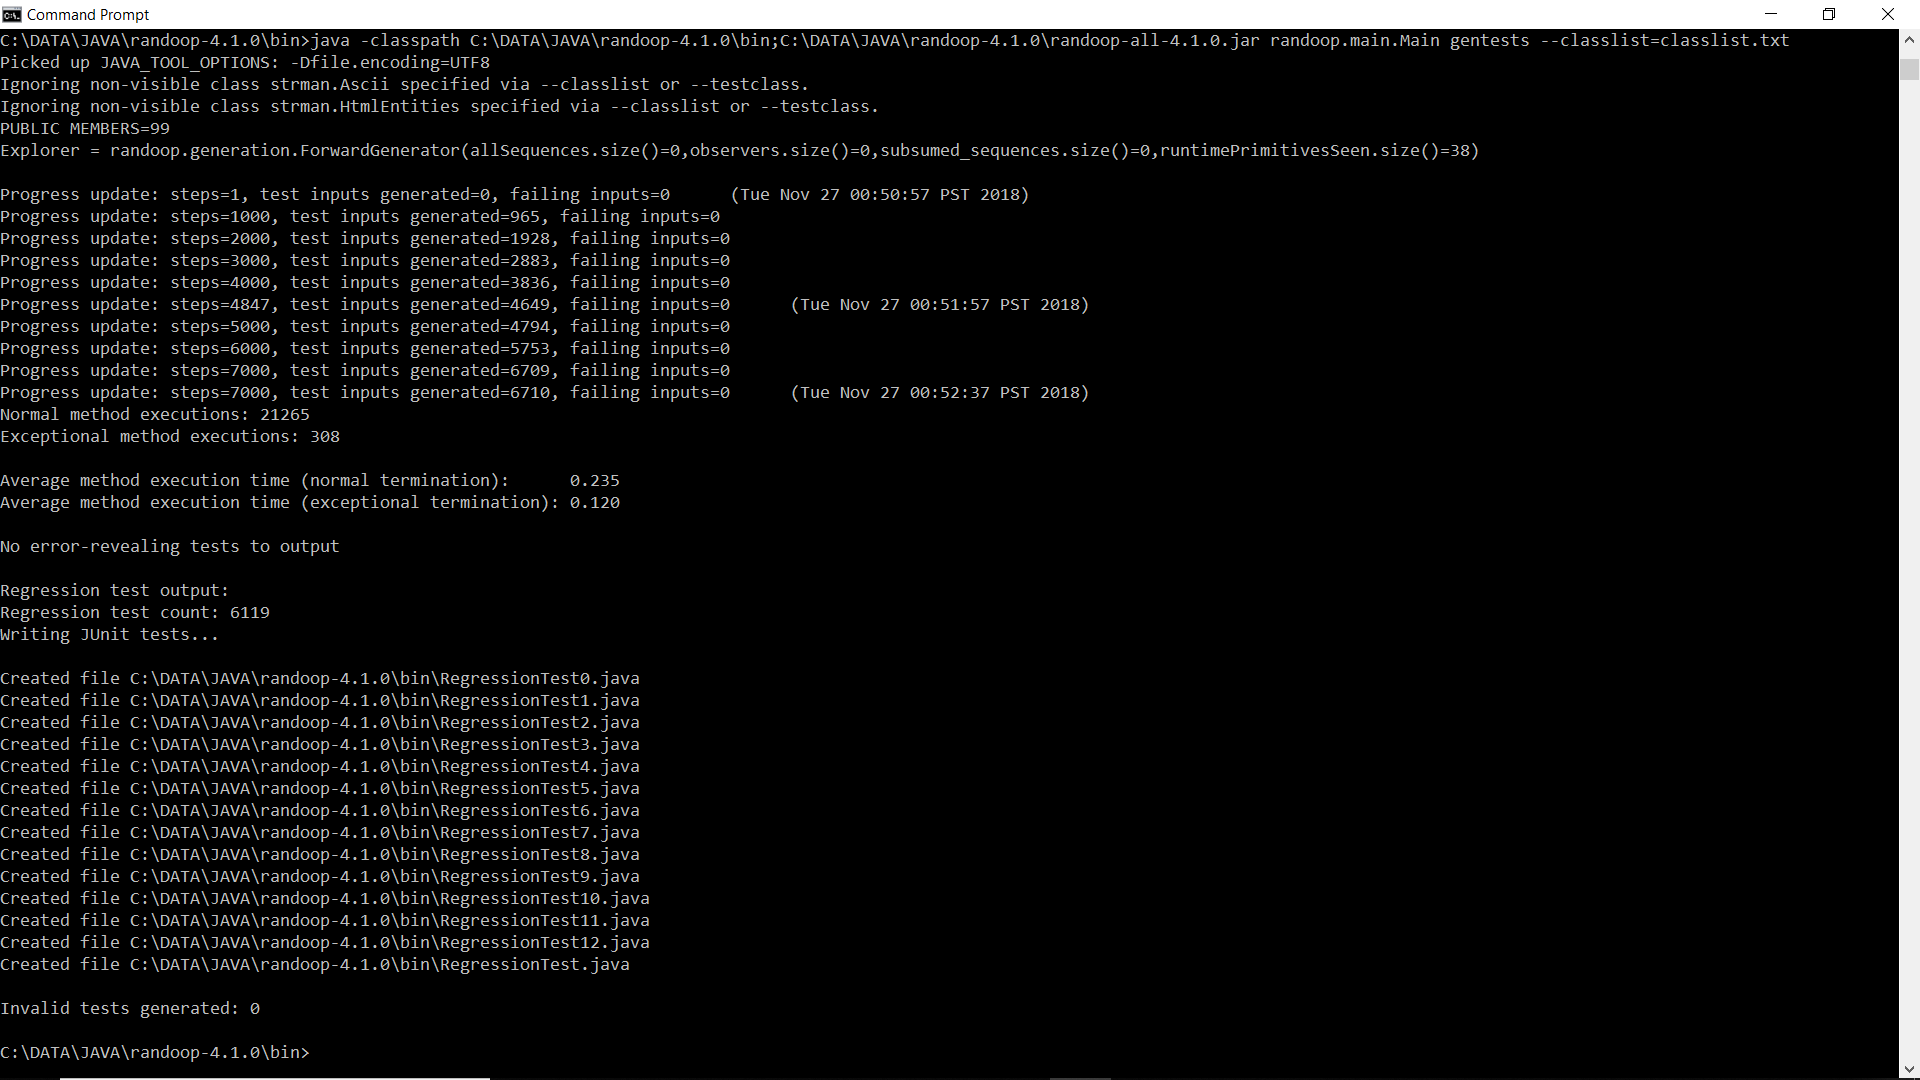 Command Prompt
C:\DATA\JAVA\randoop-4.1.0\bin>java -classpath C:\DATA\JAVA\randoop-4.1.0\bin;C:\DATA\JAVA\randoop-4.1.0\randoop-all-4.1.0.jar randoop.main.Main gentests --classlist=classlist.txt
Picked up JAVA_TOOL_OPTIONS: -Dfile.encoding=UTF8
Ignoring non-visible class strman.Ascii specified via --classlist or --testclass.
Ignoring non-visible class strman.HtmlEntities specified via --classlist or --testclass.
PUBLIC MEMBERS=99
Explorer = randoop.generation.ForwardGenerator(allSequences.size()=0,observers.size()=0,subsumed_sequences.size()=0,runtimePrimitivesSeen.size()=38)
Progress update: steps=1, test inputs generated=0, failing inputs=0      (Tue Nov 27 00:50:57 PST 2018)
Progress update: steps=1000, test inputs generated=965, failing inputs=0
Progress update: steps=2000, test inputs generated=1928, failing inputs=0
Progress update: steps=3000, test inputs generated=2883, failing inputs=0
Progress update: steps=4000, test inputs generated=3836, failing inputs=0
Progress update: steps=4847, test inputs generated=4649, failing inputs=0      (Tue Nov 27 00:51:57 PST 2018)
Progress update: steps=5000, test inputs generated=4794, failing inputs=0
Progress update: steps=6000, test inputs generated=5753, failing inputs=0
Progress update: steps=7000, test inputs generated=6709, failing inputs=0
Progress update: steps=7000, test inputs generated=6710, failing inputs=0      (Tue Nov 27 00:52:37 PST 2018)
Normal method executions: 21265
Exceptional method executions: 308
Average method execution time (normal termination):      0.235
Average method execution time (exceptional termination): 0.120
No error-revealing tests to output
Regression test output:
Regression test count: 6119
Writing JUnit tests...
Created file C:\DATA\JAVA\randoop-4.1.0\bin\RegressionTest0.java
Created file C:\DATA\JAVA\randoop-4.1.0\bin\RegressionTest1.java
Created file C:\DATA\JAVA\randoop-4.1.0\bin\RegressionTest2.java
Created file C:\DATA\JAVA\randoop-4.1.0\bin\RegressionTest3.java
Created file C:\DATA\JAVA\randoop-4.1.0\bin\RegressionTest4.java
Created file C:\DATA\JAVA\randoop-4.1.0\bin\RegressionTest5.java
Created file C:\DATA\JAVA\randoop-4.1.0\bin\RegressionTest6.java
Created file C:\DATA\JAVA\randoop-4.1.0\bin\RegressionTest7.java
Created file C:\DATA\JAVA\randoop-4.1.0\bin\RegressionTest8.java
Created file C:\DATA\JAVA\randoop-4.1.0\bin\RegressionTest9.java
Created file C:\DATA\JAVA\randoop-4.1.0\bin\RegressionTest10.java
Created file C:\DATA\JAVA\randoop-4.1.0\bin\RegressionTest11.java
Created file C:\DATA\JAVA\randoop-4.1.0\bin\RegressionTest12.java
Created file C:\DATA\JAVA\randoop-4.1.0\bin\RegressionTest.java
Invalid tests generated: 0
C:\DATA\JAVA\randoop-4.1.0\bin>